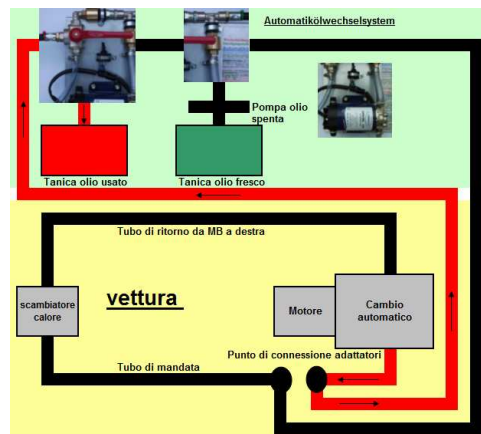 Automatikölwechselsystem
Pompa olio
spenta
Tanica olio usato
Tanica olio fresco
Tubo di ritorno da MB a destra
scambiatore
calore
vettura
Motore
Cambio
automatico
Punto di connessione adattatori
Tubo di mandata